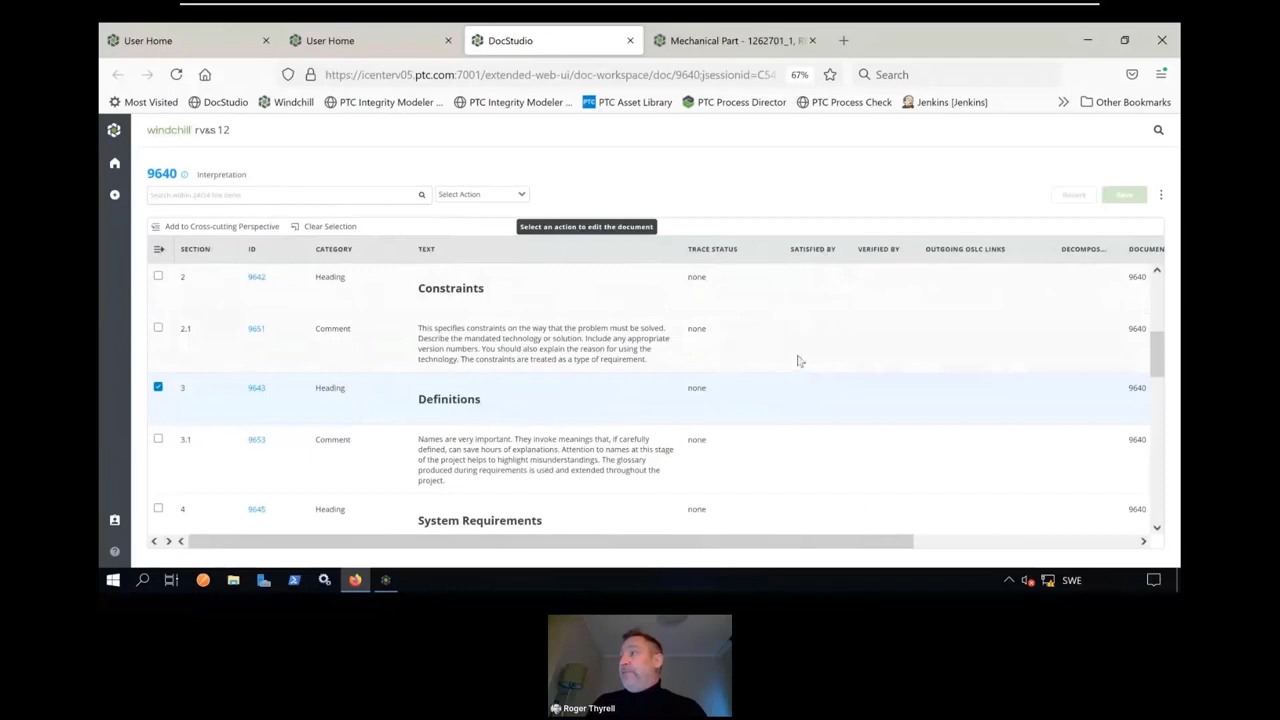 User Home
User Home
DocStudio
Mechanical Part - 1262701_1, R
https://icenterv05.ptc.com:7001/extended-web-ui/doc-workspace/doc/9640;jsessionid=C54
67%
Search
Most Visited
DocStudio
Windchill
PTC Integrity Modeler ...
PTC Integrity Modeler ...
PTC Asset Library
PTC Process Director
PTC Process Check
Jenkins [Jenkins]
Other Bookmarks
windchill rv&s 12
9640 Interpretation
Search within 24/24 line items
Select Action
Revert
Save
Add to Cross-cutting Perspective
Clear Selection
Select an action to edit the document
SECTION ID CATEGORY TEXT TRACE STATUS SATISFIED BY VERIFIED BY OUTGOING OSLC LINKS DECOMPOS... DOCUMEN
2 9642 Heading none 9640
Constraints
2.1 9651 Comment This specifies constraints on the way that the problem must be solved. none 9640
Describe the mandated technology or solution. Include any appropriate
version numbers. You should also explain the reason for using the
technology. The constraints are treated as a type of requirement.
3 9643 Heading none 9640
Definitions
3.1 9653 Comment Names are very important. They invoke meanings that, if carefully none 9640
defined, can save hours of explanations. Attention to names at this stage
of the project helps to highlight misunderstandings. The glossary
produced during requirements is used and extended throughout the
project.
4 9645 Heading none 9640
System Requirements
SWE
Roger Thyrell